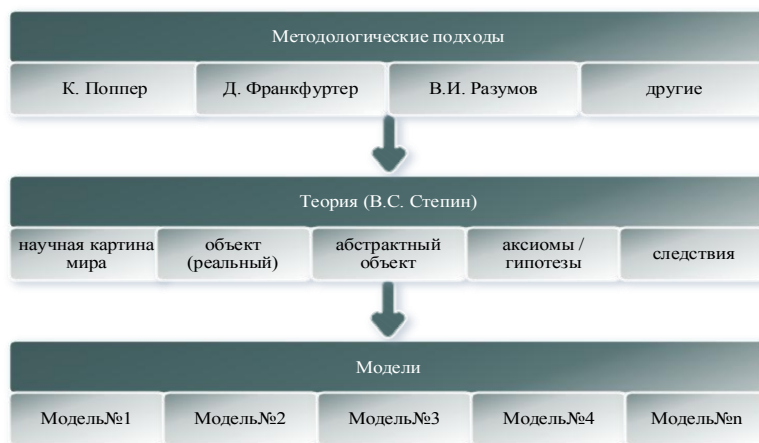 Методологические подходы
К. Поппер Д. Франкфуртер В.И. Разумов другие
Теория (В.С. Степин)
научная картина мира
объект (реальный)
абстрактный объект
аксиомы / гипотезы
следствия
Модели
Модель№1 Модель№2 Модель№3 Модель№4 Модель№n